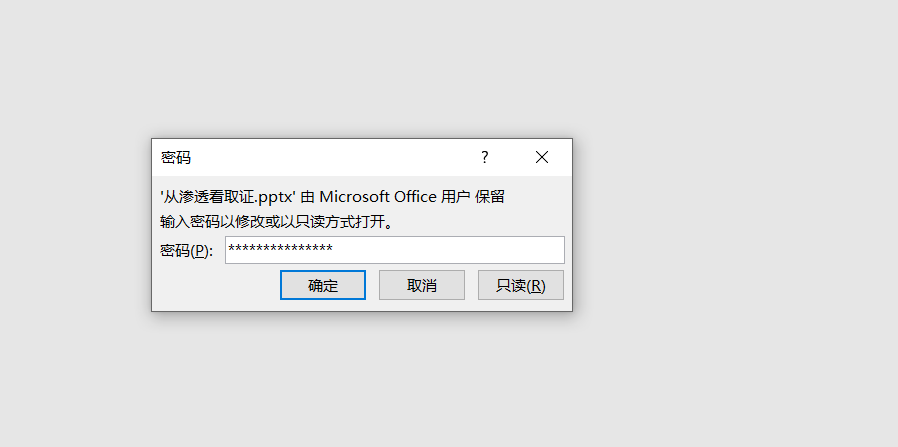 密码
?
'从渗透看取证.pptx' 由 Microsoft Office 用户 保留
输入密码以修改或以只读方式打开。
密码(P): ***************
确定 取消 只读(R)